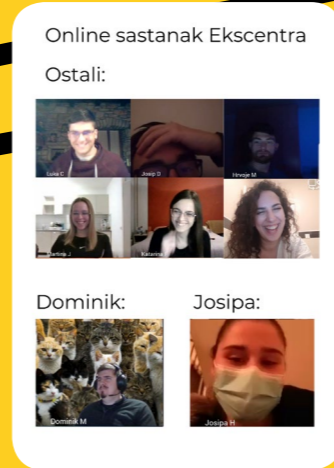 Online sastanak Ekscentra
Ostali:
Luka C
Josip D
Hrvoje M
Martina J
Katarina
Dominik:
Josipa:
Dominik M
Josipa H